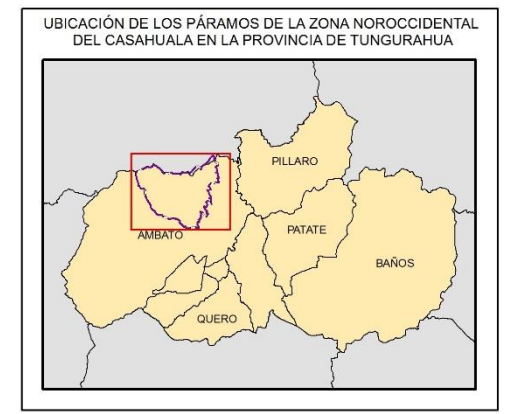 UBICACIÓN DE LOS PÁRAMOS DE LA ZONA NOROCCIDENTAL
DEL CASAHUALA EN LA PROVINCIA DE TUNGURAHUA
PILLARO
AMBATO
PATATE
BAÑOS
QUERO